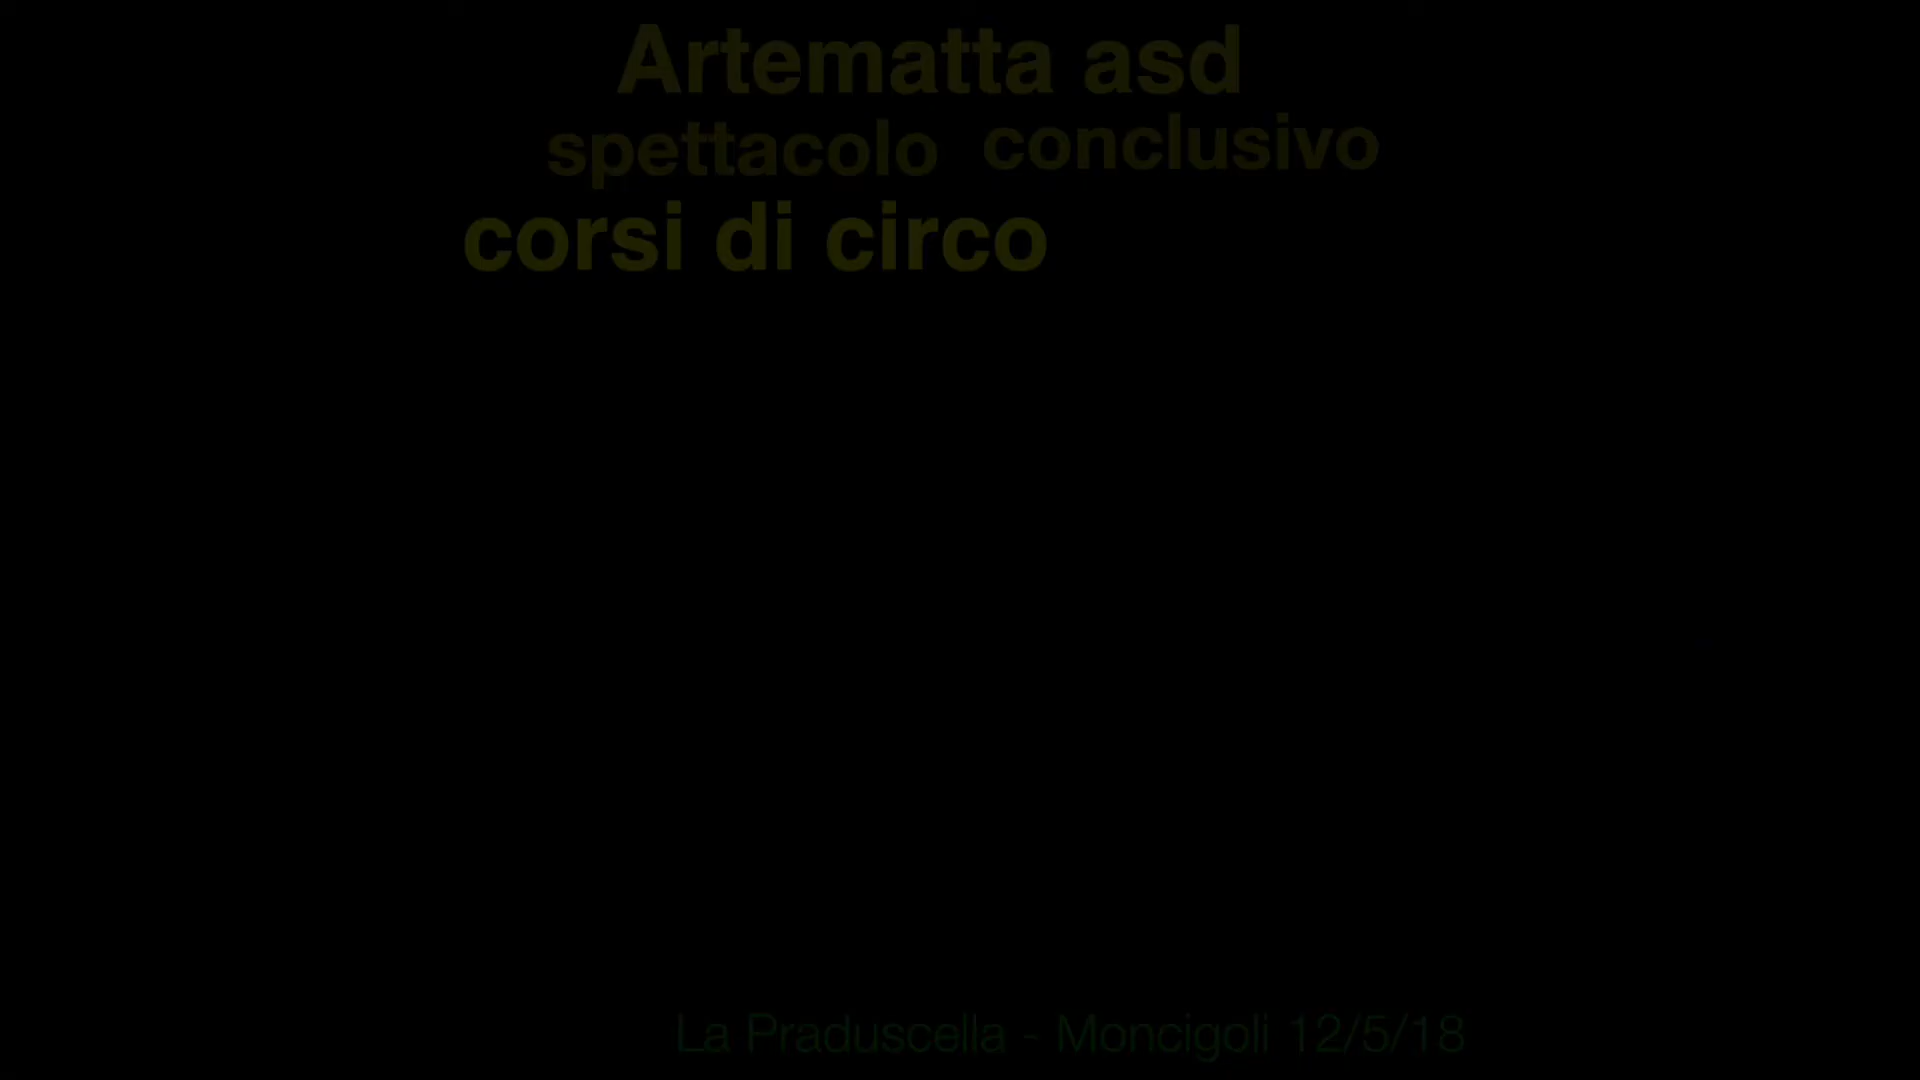 Artematta asd
spettacolo conclusivo
corsi di circo
La Praduscella - Moncigoli 12/5/18